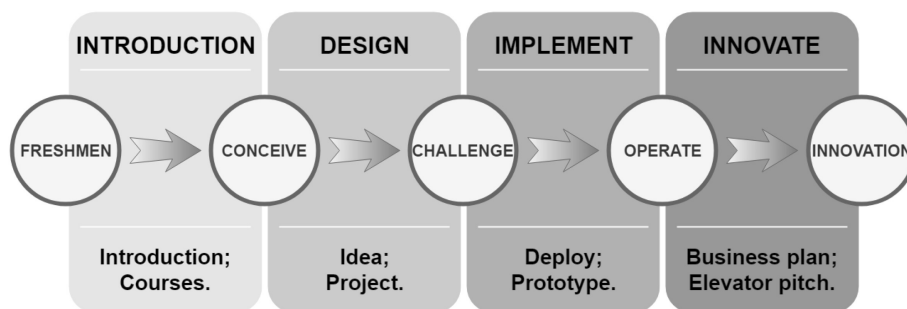 INTRODUCTION
DESIGN
IMPLEMENT
INNOVATE
FRESHMEN
CONCEIVE
CHALLENGE
OPERATE
INNOVATION
Introduction;
Courses.
Idea;
Project.
Deploy;
Prototype.
Business plan;
Elevator pitch.